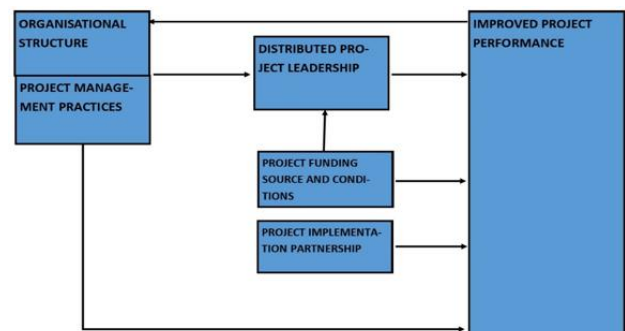 ORGANISATIONAL
STRUCTURE
PROJECT MANAGE-
MENT PRACTICES
DISTRIBUTED PRO-
JECT LEADERSHIP
PROJECT FUNDING
SOURCE AND CONDI-
TIONS
PROJECT IMPLEMENTA-
TION PARTNERSHIP
IMPROVED PROJECT
PERFORMANCE